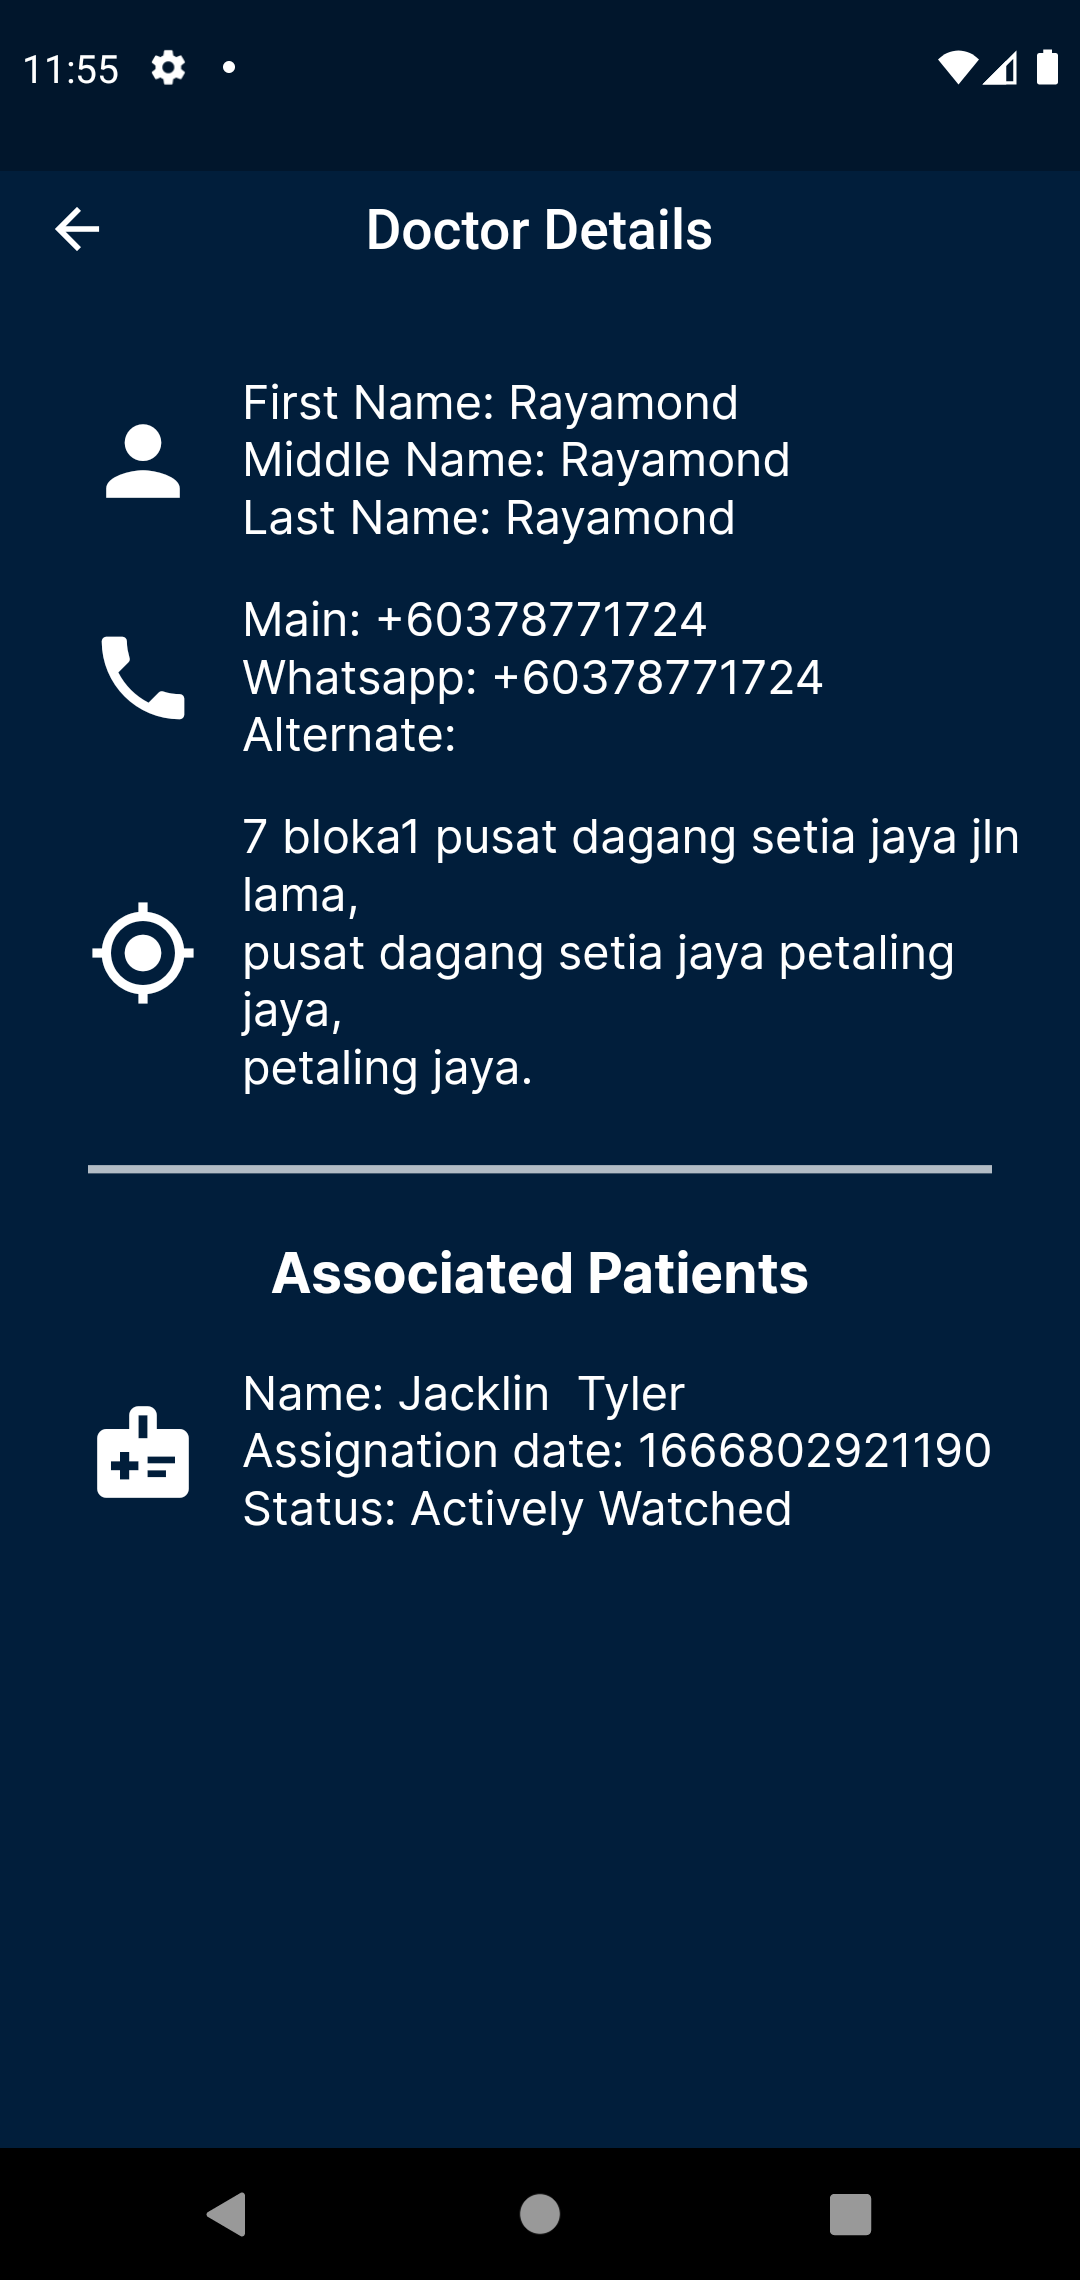 11:55
Doctor Details
First Name: Rayamond
Middle Name: Rayamond
Last Name: Rayamond
Main: +60378771724
Whatsapp: +60378771724
Alternate:
7 bloka1 pusat dagang setia jaya jln
lama,
pusat dagang setia jaya petaling
jaya,
petaling jaya.
Associated Patients
Name: Jacklin  Tyler
Assignation date: 1666802921190
Status: Actively Watched